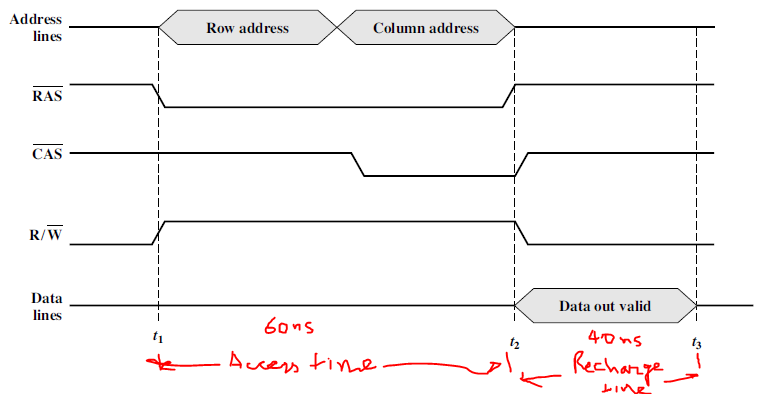 Address lines
Row address
Column address
RAS
CAS
R/W
Data lines
Data out valid
60ns
40ns
t1
t2
t3
Access time
Rechange time